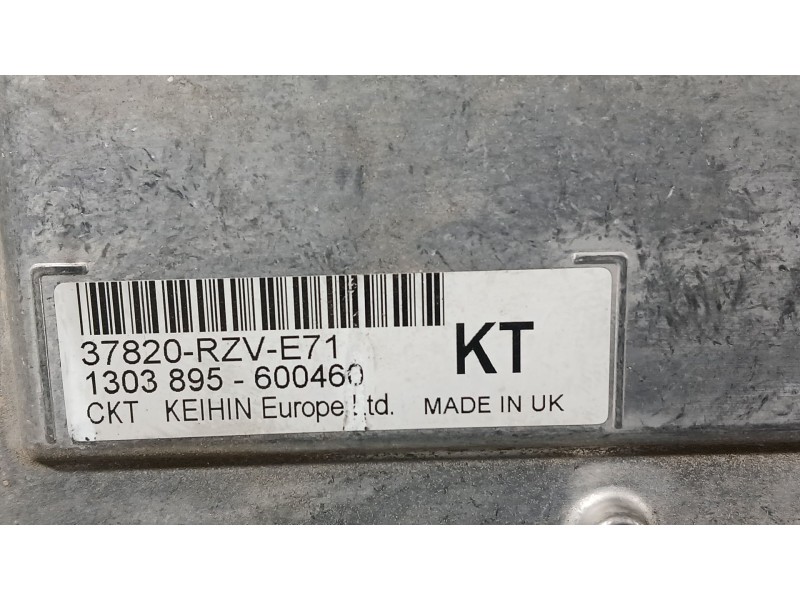 37820-RZV-E71
KT
1303 895 - 600460
CKT KEIHIN Europe Ltd. MADE IN UK